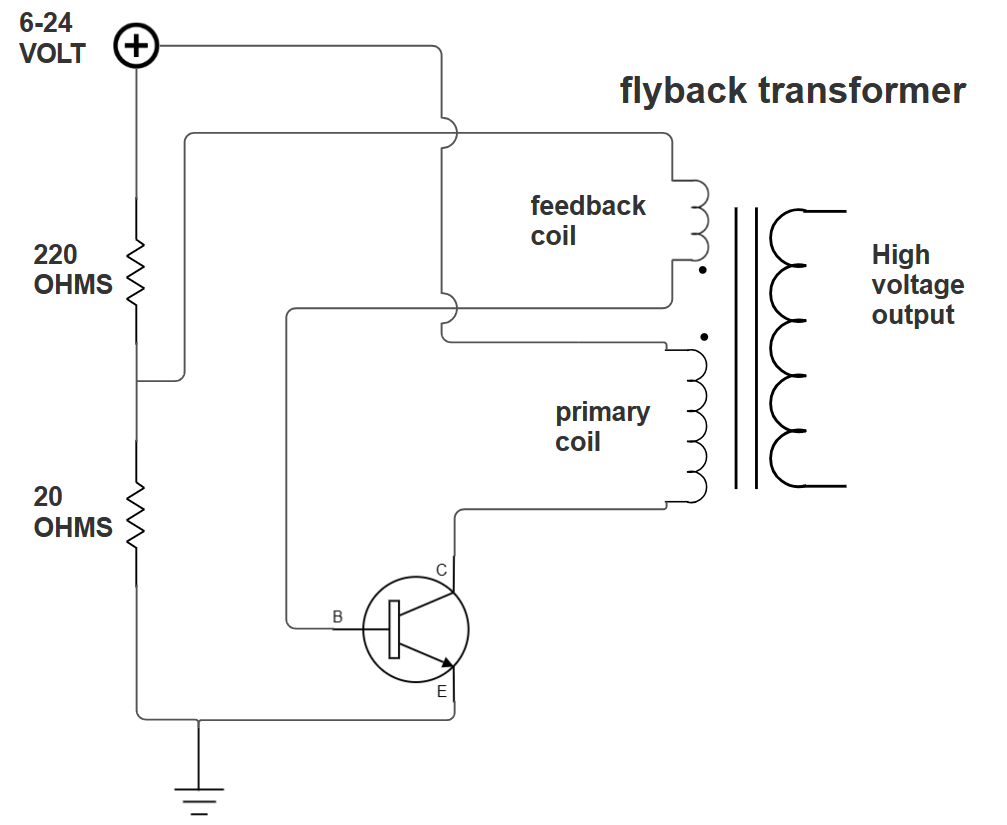 6-24
VOLT
flyback transformer
feedback
coil
220
OHMS
High
voltage
output
primary
coil
20
OHMS
C
B
E